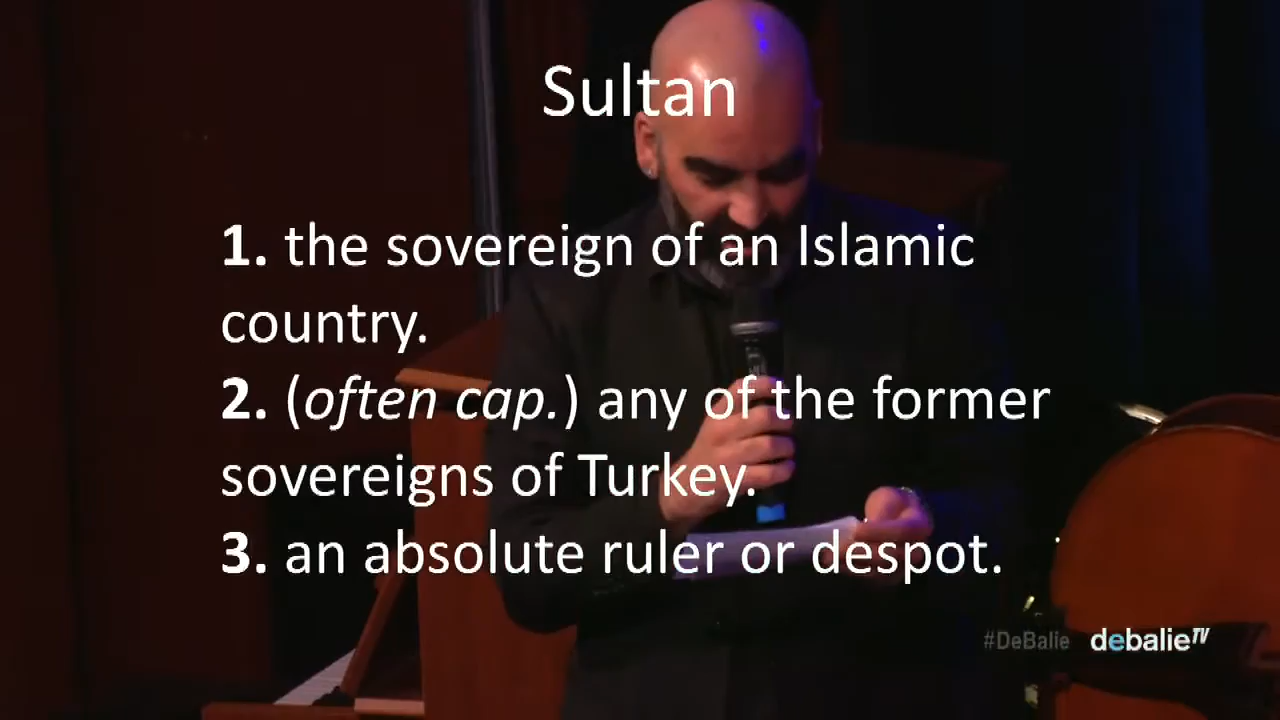 Sultan
1. the sovereign of an Islamic
country.
2. (often cap.) any of the former
sovereigns of Turkey.
3. an absolute ruler or despot.
#DeBalie debalieTV